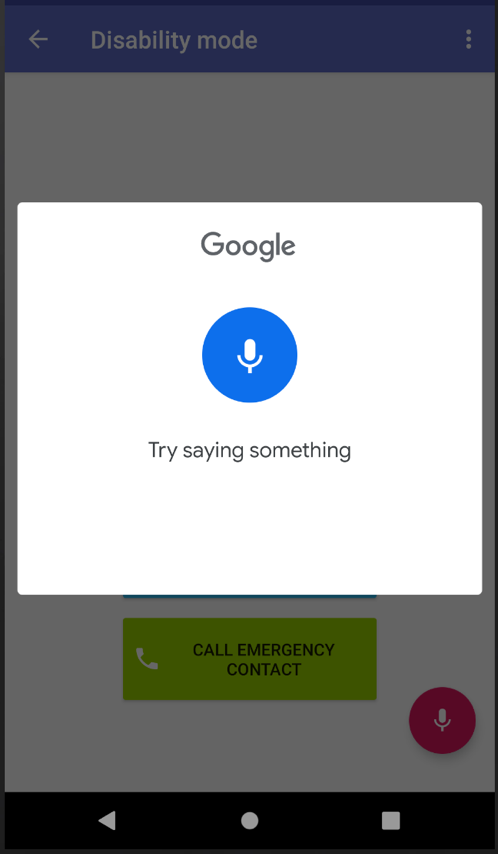 Disability mode
Google
Try saying something
CALL EMERGENCY
CONTACT